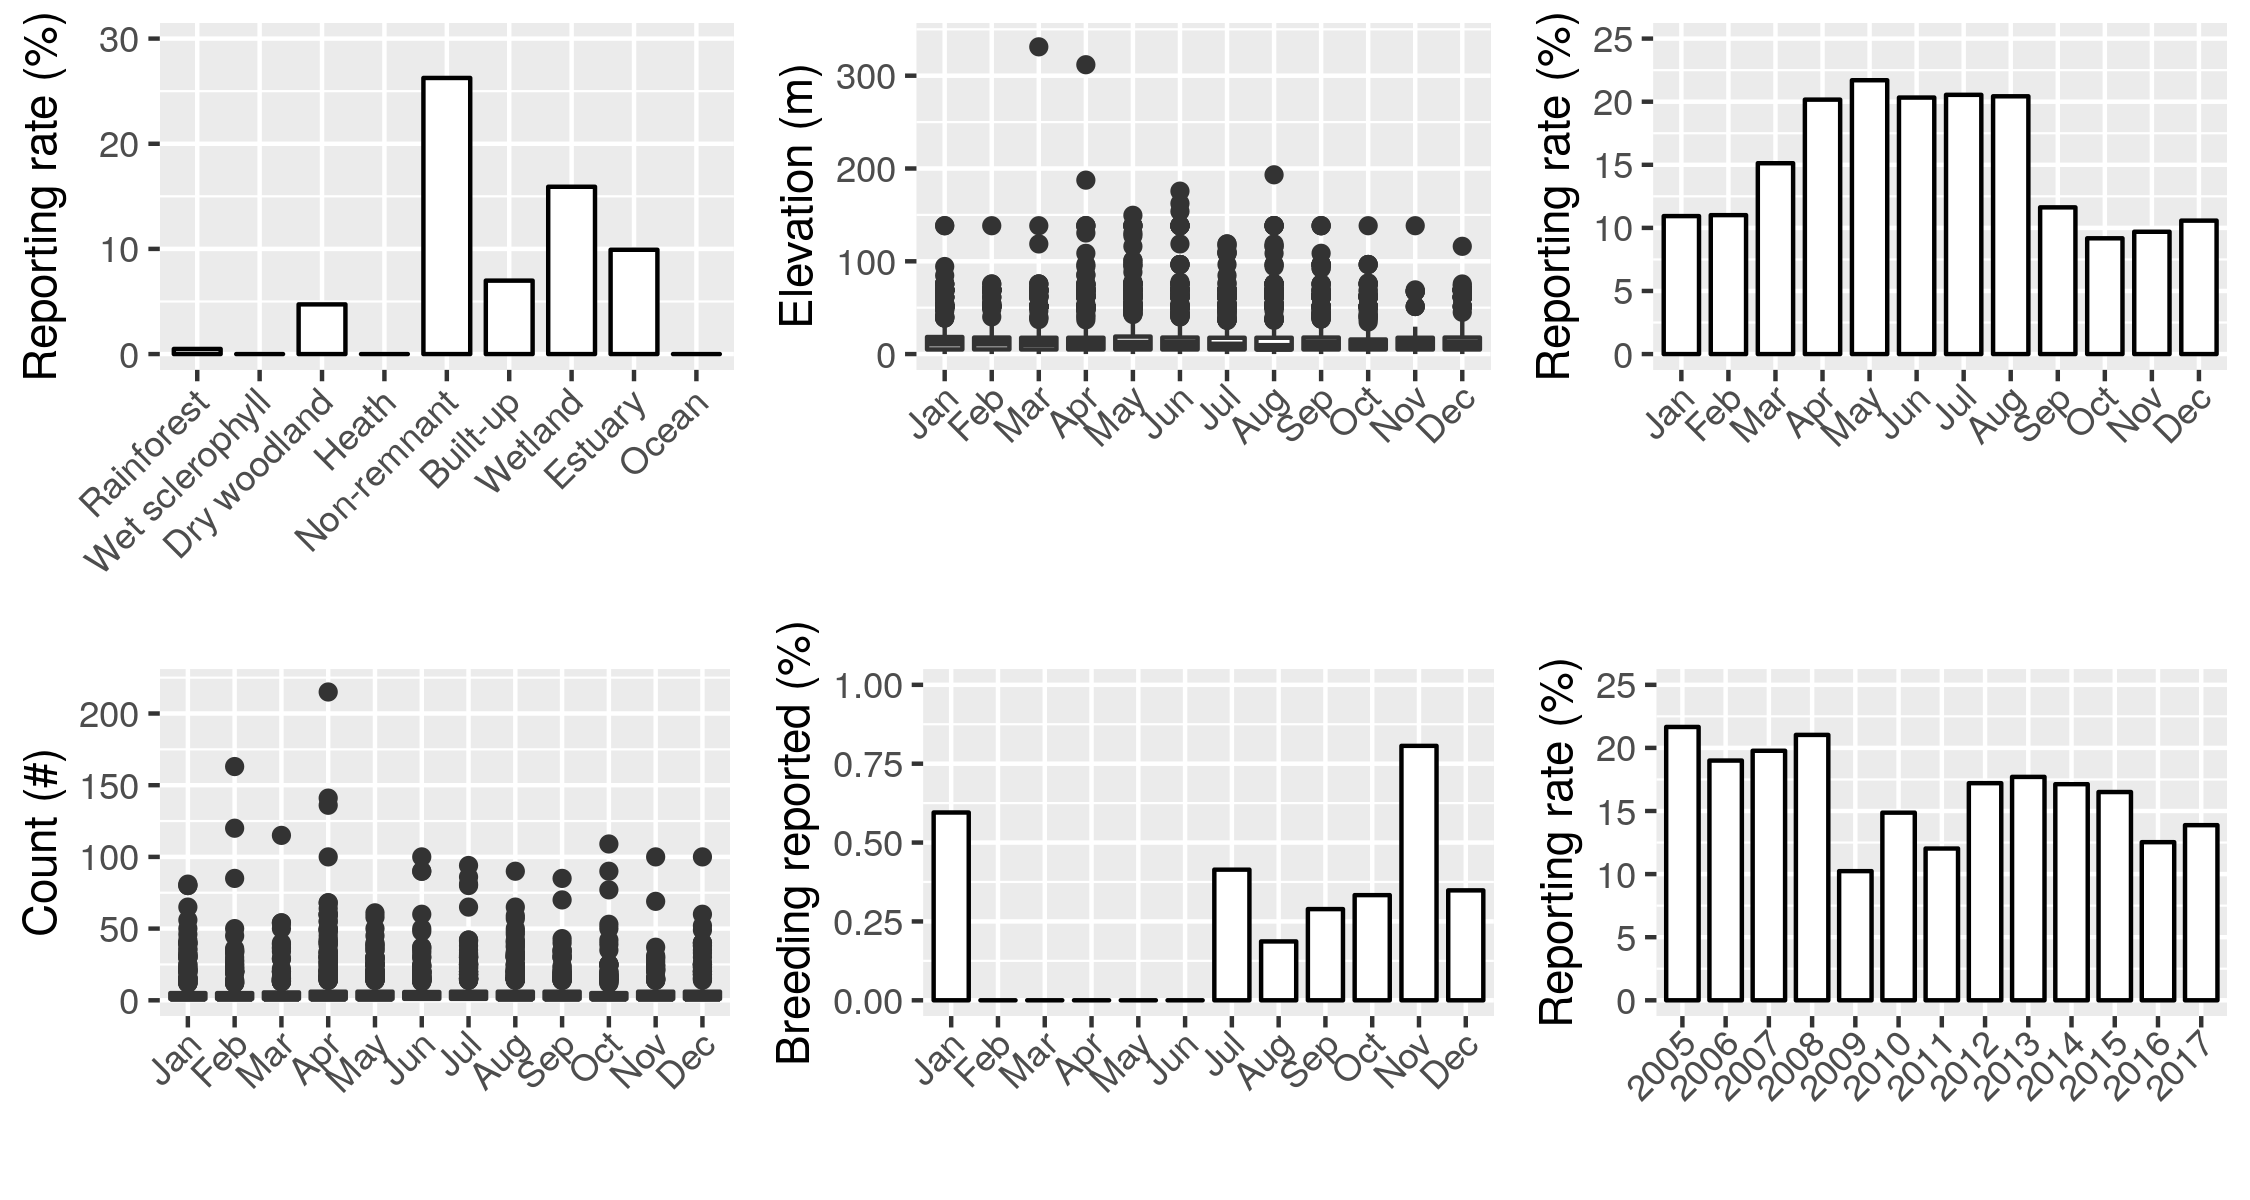 Reporting rate (%)
30
20
10
0
Rainforest
Wet sclerophyll
Dry woodland
Heath
Non-remnant
Built-up
Wetland
Estuary
Ocean
Elevation (m)
300
200
100
0
Jan
Feb
Mar
Apr
May
Jun
Jul
Aug
Sep
Oct
Nov
Dec
Reporting rate (%)
25
20
15
10
5
0
Jan
Feb
Mar
Apr
May
Jun
Jul
Aug
Sep
Oct
Nov
Dec
Count (#)
200
150
100
50
0
Jan
Feb
Mar
Apr
May
Jun
Jul
Aug
Sep
Oct
Nov
Dec
Breeding reported (%)
1.00
0.75
0.50
0.25
0.00
Jan
Feb
Mar
Apr
May
Jun
Jul
Aug
Sep
Oct
Nov
Dec
Reporting rate (%)
25
20
15
10
5
0
2005
2006
2007
2008
2009
2010
2011
2012
2013
2014
2015
2016
2017